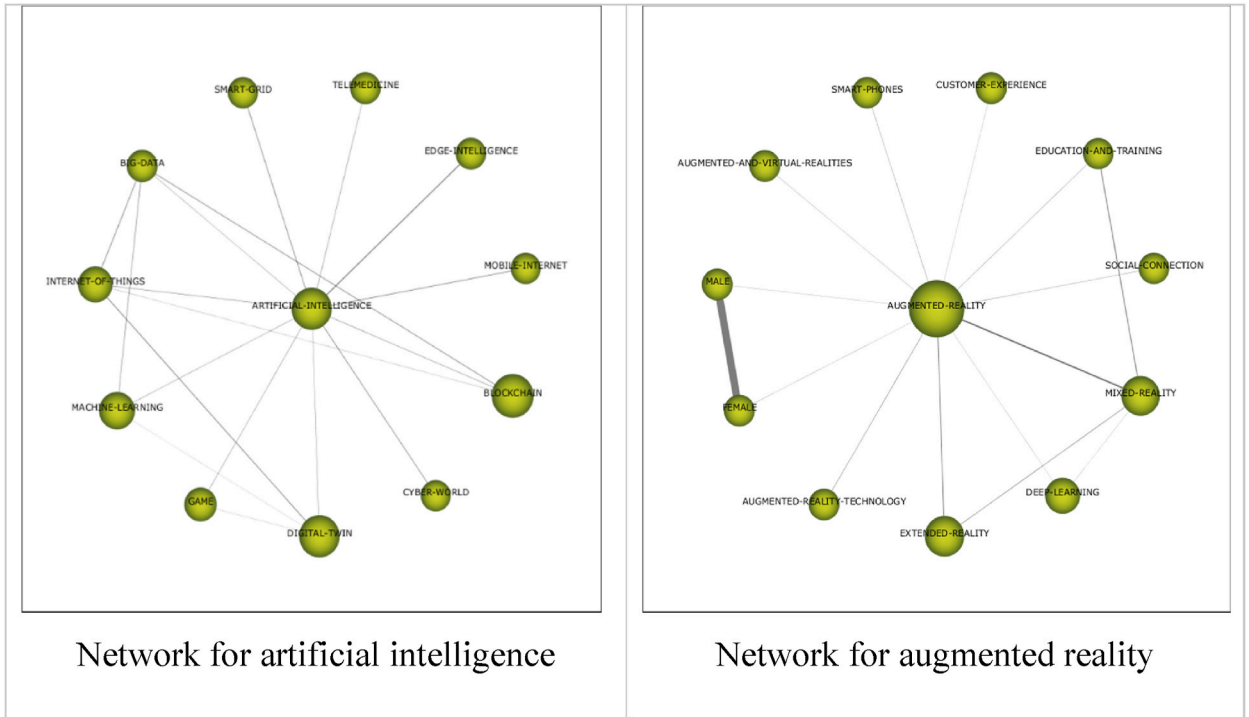 SMART-GRID
TELEMEDICINE
EDGE-INTELLIGENCE
BIG-DATA
MOBILE-INTERNET
INTERNET-OF-THINGS
ARTIFICIAL-INTELLIGENCE
BLOCKCHAIN
MACHINE-LEARNING
CYBER-WORLD
GAME
DIGITAL-TWIN
Network for artificial intelligence
SMART-PHONES
CUSTOMER-EXPERIENCE
EDUCATION-AND-TRAINING
AUGMENTED-AND-VIRTUAL-REALITIES
SOCIAL-CONNECTION
MALE
AUGMENTED-REALITY
MIXED-REALITY
FEMALE
DEEP-LEARNING
AUGMENTED-REALITY-TECHNOLOGY
EXTENDED-REALITY
Network for augmented reality